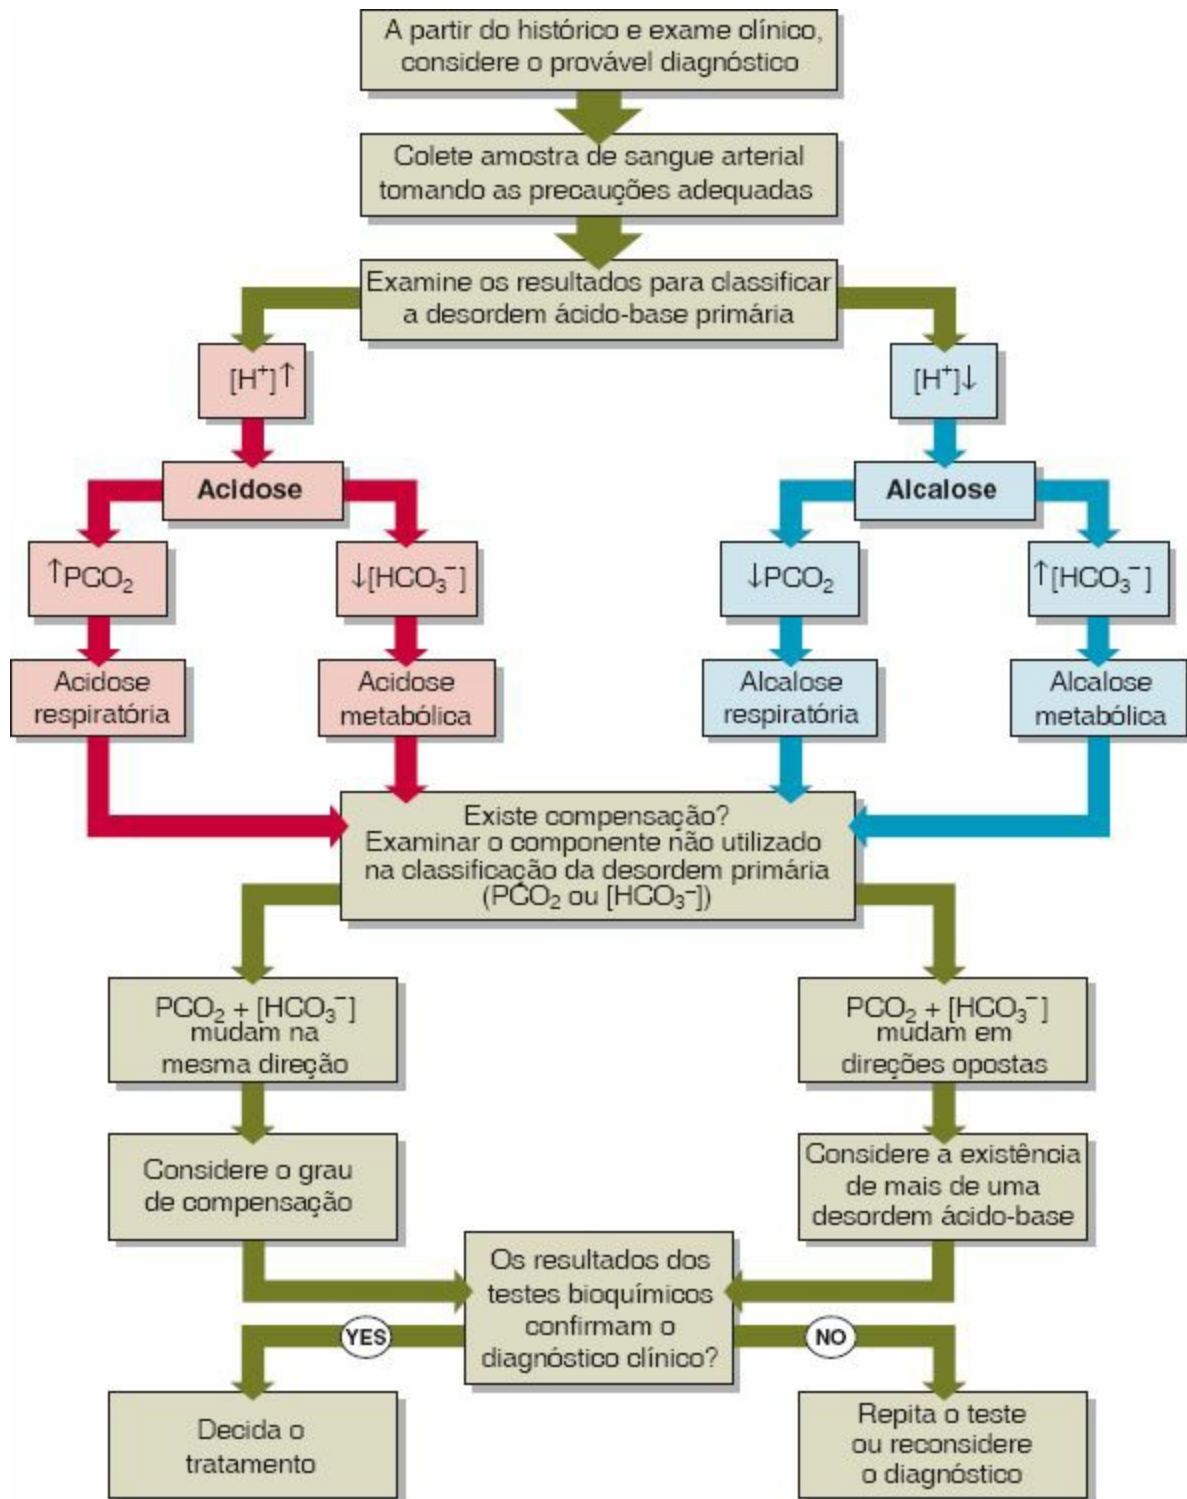 A partir do histórico e exame clínico,
considere o provável diagnóstico
Colete amostra de sangue arterial
tomando as precauções adequadas
Examine os resultados para classificar
a desordem ácido-base primária
[H⁺]↑
[H⁺]↓
Acidose
Alcalose
↑PCO₂
↓[HCO₃⁻]
↓PCO₂
↑[HCO₃⁻]
Acidose
respiratória
Acidose
metabólica
Alcalose
respiratória
Alcalose
metabólica
Existe compensação?
Examinar o componente não utilizado
na classificação da desordem primária
(PCO₂ ou [HCO₃⁻])
PCO₂ + [HCO₃⁻]
mudam na
mesma direção
PCO₂ + [HCO₃⁻]
mudam em
direções opostas
Considere o grau
de compensação
Considere a existência
de mais de uma
desordem ácido-base
Os resultados dos
testes bioquímicos
confirmam o
diagnóstico clínico?
YES
NO
Decida o
tratamento
Repita o teste
ou reconsidere
o diagnóstico